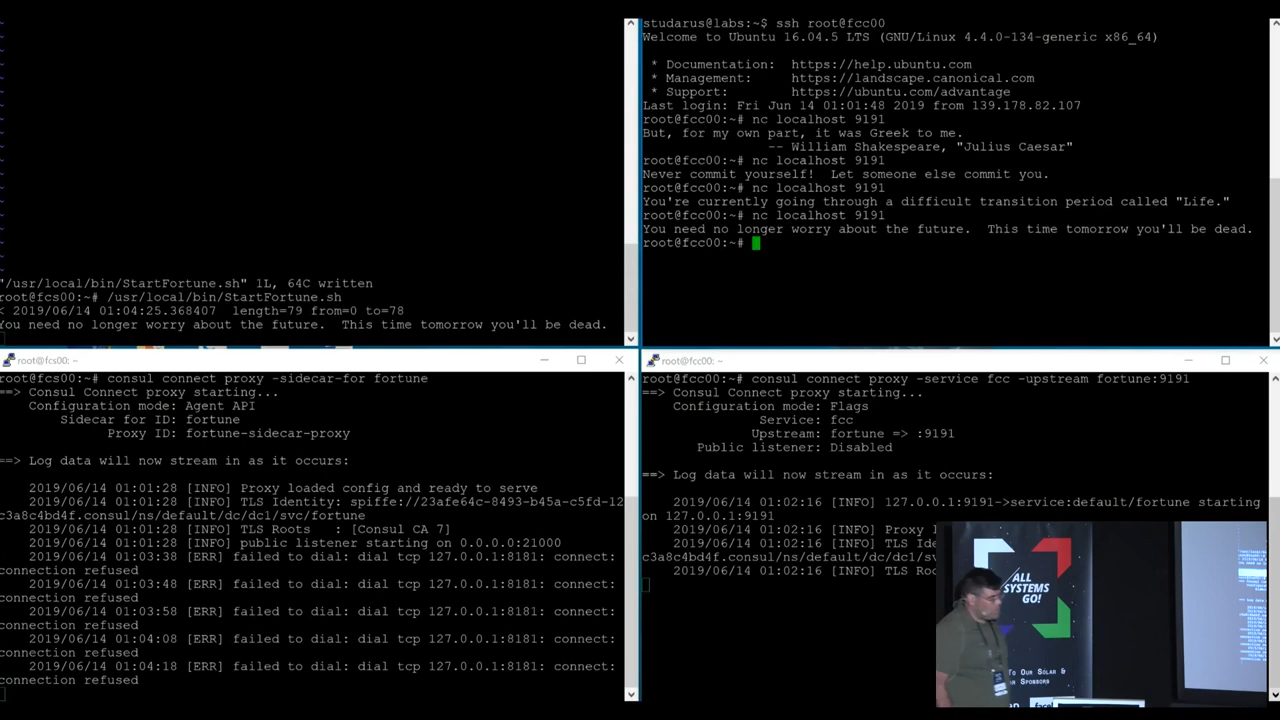 "/usr/local/bin/StartFortune.sh" 1L, 64C written
root@fcs00:~# /usr/local/bin/StartFortune.sh
< 2019/06/14 01:04:25.368407  length=79 from=0 to=78
You need no longer worry about the future.  This time tomorrow you'll be dead.
studarus@labs:~$ ssh root@fcc00
Welcome to Ubuntu 16.04.5 LTS (GNU/Linux 4.4.0-134-generic x86_64)
* Documentation:  https://help.ubuntu.com
* Management:     https://landscape.canonical.com
* Support:        https://ubuntu.com/advantage
Last login: Fri Jun 14 01:01:48 2019 from 139.178.82.107
root@fcc00:~# nc localhost 9191
But, for my own part, it was Greek to me.
-- William Shakespeare, "Julius Caesar"
root@fcc00:~# nc localhost 9191
Never commit yourself!  Let someone else commit you.
root@fcc00:~# nc localhost 9191
You're currently going through a difficult transition period called "Life."
root@fcc00:~# nc localhost 9191
You need no longer worry about the future.  This time tomorrow you'll be dead.
root@fcc00:~#
root@fcs00: ~
root@fcs00:~# consul connect proxy -sidecar-for fortune
==> Consul Connect proxy starting...
Configuration mode: Agent API
Sidecar for ID: fortune
Proxy ID: fortune-sidecar-proxy
==> Log data will now stream in as it occurs:
2019/06/14 01:01:28 [INFO] Proxy loaded config and ready to serve
2019/06/14 01:01:28 [INFO] TLS Identity: spiffe://23afe64c-8493-b45a-c5fd-12
c3a8c4bd4f.consul/ns/default/dc/dc1/svc/fortune
2019/06/14 01:01:28 [INFO] TLS Roots   : [Consul CA 7]
2019/06/14 01:01:28 [INFO] public listener starting on 0.0.0.0:21000
2019/06/14 01:03:38 [ERR] failed to dial: dial tcp 127.0.0.1:8181: connect:
connection refused
2019/06/14 01:03:48 [ERR] failed to dial: dial tcp 127.0.0.1:8181: connect:
connection refused
2019/06/14 01:03:58 [ERR] failed to dial: dial tcp 127.0.0.1:8181: connect:
connection refused
2019/06/14 01:04:08 [ERR] failed to dial: dial tcp 127.0.0.1:8181: connect:
connection refused
2019/06/14 01:04:18 [ERR] failed to dial: dial tcp 127.0.0.1:8181: connect:
connection refused
root@fcc00: ~
root@fcc00:~# consul connect proxy -service fcc -upstream fortune:9191
==> Consul Connect proxy starting...
Configuration mode: Flags
Service: fcc
Upstream: fortune => :9191
Public listener: Disabled
==> Log data will now stream in as it occurs:
2019/06/14 01:02:16 [INFO] 127.0.0.1:9191->service:default/fortune starting
on 127.0.0.1:9191
2019/06/14 01:02:16 [INFO] Proxy
2019/06/14 01:02:16 [INFO] TLS
c3a8c4bd4f.consul/ns/default/dc/dc1/
2019/06/14 01:02:16 [INFO] TLS
ALL
SYSTEMS
GO!
To Our Solar &
Sponsors